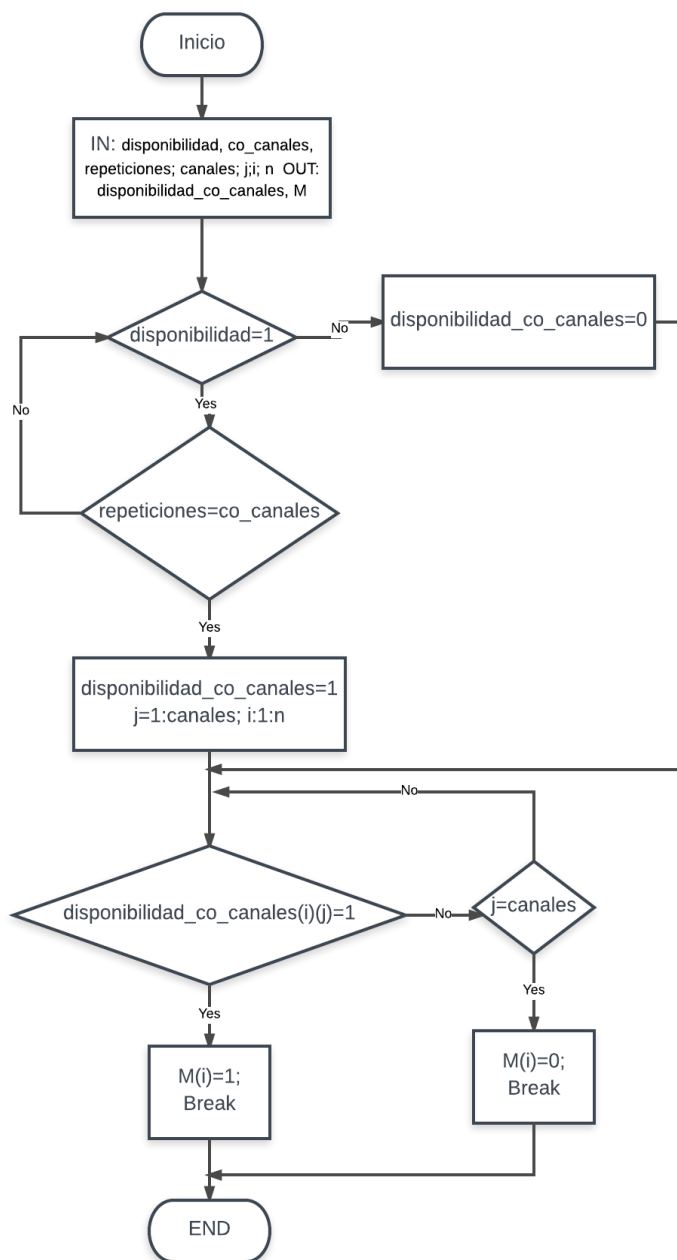 Inicio
IN: disponibilidad, co_canales,
repeticiones; canales; j;i; n OUT:
disponibilidad_co_canales, M
disponibilidad=1
No
disponibilidad_co_canales=0
Yes
No
repeticiones=co_canales
Yes
disponibilidad_co_canales=1
j=1:canales; i:1:n
No
disponibilidad_co_canales(i)(j)=1
No
j=canales
Yes
Yes
M(i)=1;
Break
M(i)=0;
Break
END